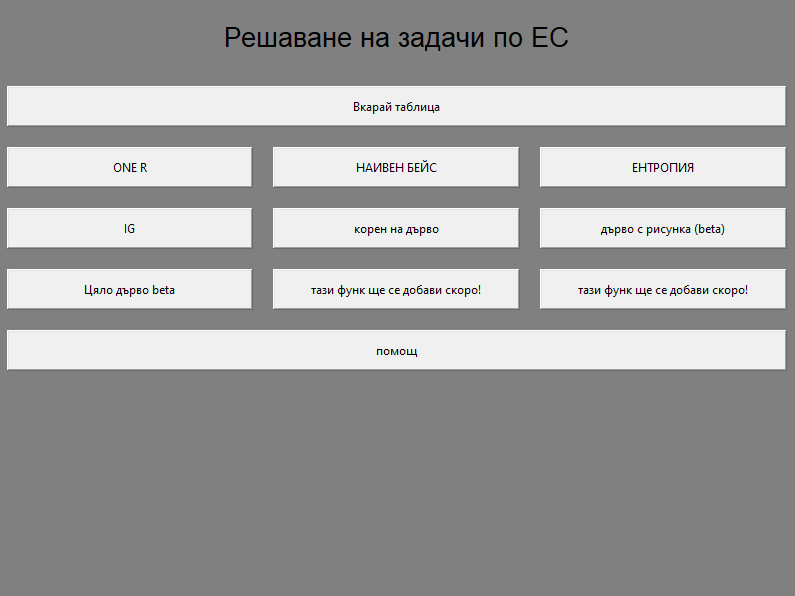 Решаване на задачи по ЕС
Вкарай таблица
ONE R
НАИВЕН БЕЙС
ЕНТРОПИЯ
IG
корен на дърво
дърво с рисунка (beta)
Цяло дърво beta
тази функ ще се добави скоро!
тази функ ще се добави скоро!
помощ